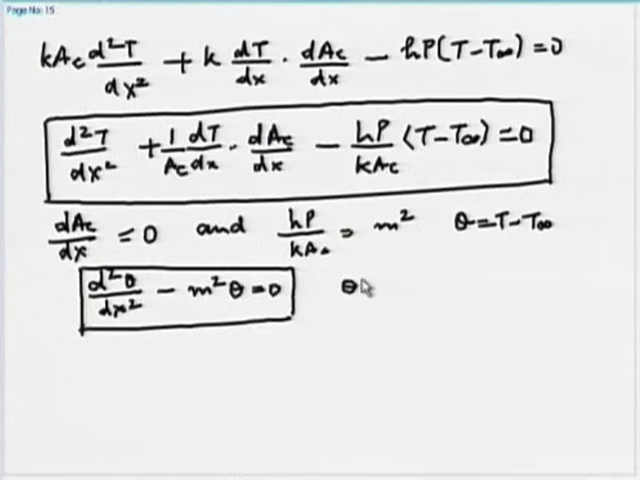 Page No: 15
kAc d²T/dx² + k dT/dx · dAc/dx − hP(T−T∞) = 0
d²T/dx² + 1/Ac dT/dx · dAc/dx − hP/kAc (T−T∞) = 0
dAc/dx = 0 and hP/kAc = m² θ = T−T∞
d²θ/dx² − m²θ = 0 θ